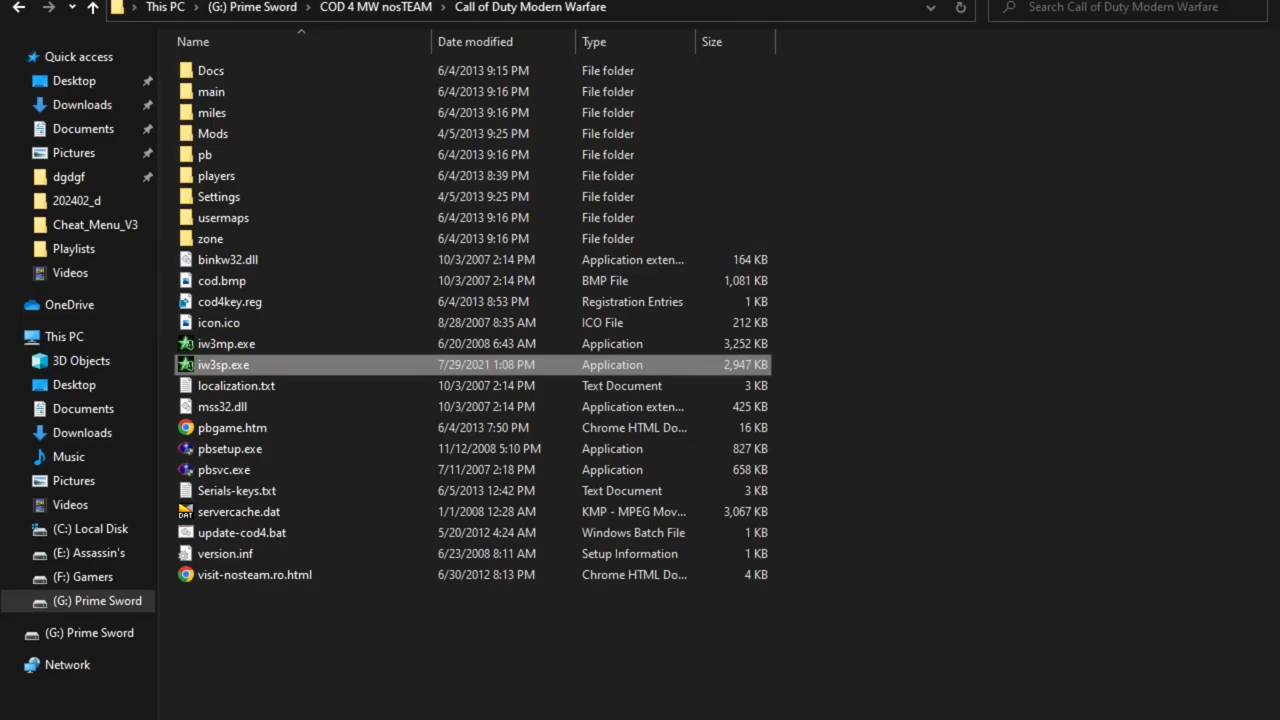 This PC > (G:) Prime Sword > COD 4 MW nosTEAM > Call of Duty Modern Warfare
Search Call of Duty Modern Warfare
Quick access
Desktop
Downloads
Documents
Pictures
dgdgf
202402_d
Cheat_Menu_V3
Playlists
Videos
OneDrive
This PC
3D Objects
Desktop
Documents
Downloads
Music
Pictures
Videos
(C:) Local Disk
(E:) Assassin's
(F:) Gamers
(G:) Prime Sword
(G:) Prime Sword
Network
Name Date modified Type Size
Docs 6/4/2013 9:15 PM File folder
main 6/4/2013 9:16 PM File folder
miles 6/4/2013 9:16 PM File folder
Mods 4/5/2013 9:25 PM File folder
pb 6/4/2013 9:16 PM File folder
players 6/4/2013 8:39 PM File folder
Settings 4/5/2013 9:25 PM File folder
usermaps 6/4/2013 9:16 PM File folder
zone 6/4/2013 9:16 PM File folder
binkw32.dll 10/3/2007 2:14 PM Application exten... 164 KB
cod.bmp 10/3/2007 2:14 PM BMP File 1,081 KB
cod4key.reg 6/4/2013 8:53 PM Registration Entries 1 KB
icon.ico 8/28/2007 8:35 AM ICO File 212 KB
iw3mp.exe 6/20/2008 6:43 AM Application 3,252 KB
iw3sp.exe 7/29/2021 1:08 PM Application 2,947 KB
localization.txt 10/3/2007 2:14 PM Text Document 3 KB
mss32.dll 10/3/2007 2:14 PM Application exten... 425 KB
pbgame.htm 6/4/2013 7:50 PM Chrome HTML Do... 16 KB
pbsetup.exe 11/12/2008 5:10 PM Application 827 KB
pbsvc.exe 7/11/2007 2:18 PM Application 658 KB
Serials-keys.txt 6/5/2013 12:42 PM Text Document 3 KB
DAT servercache.dat 1/1/2008 12:28 AM KMP - MPEG Mov... 3,067 KB
update-cod4.bat 5/20/2012 4:24 AM Windows Batch File 1 KB
version.inf 6/23/2008 8:11 AM Setup Information 1 KB
visit-nosteam.ro.html 6/30/2012 8:13 PM Chrome HTML Do... 4 KB